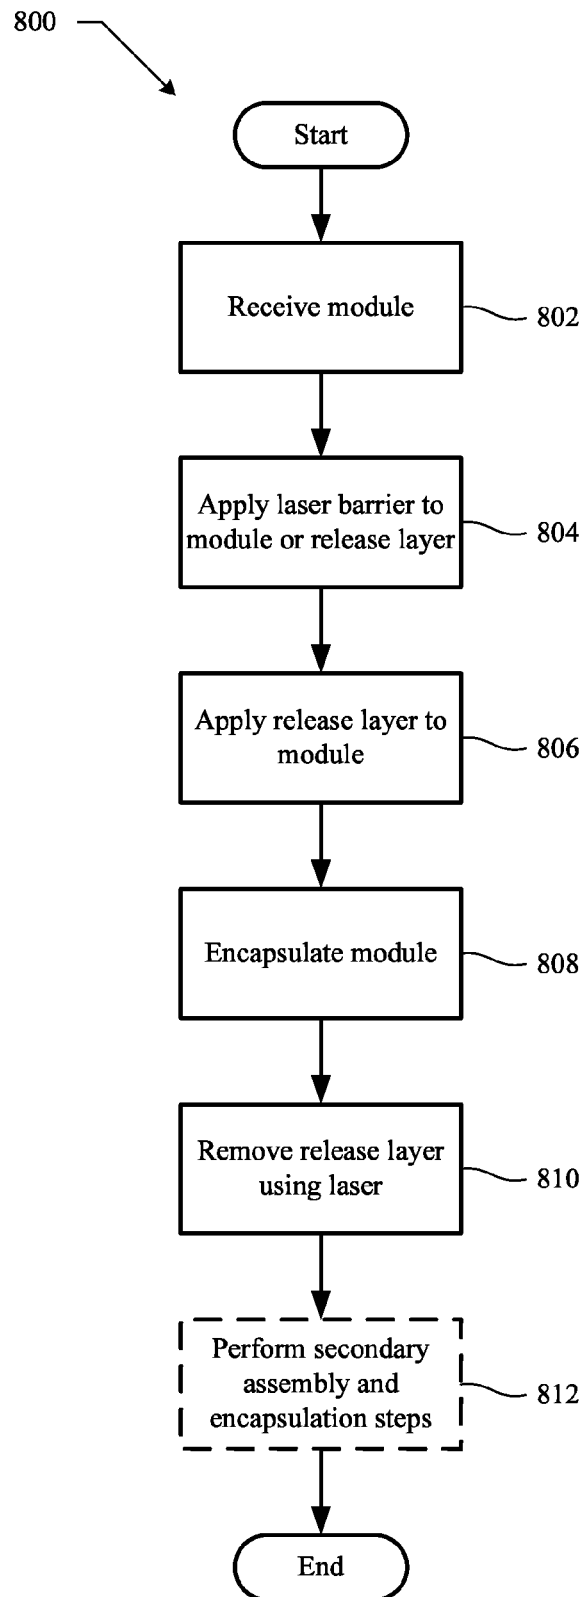 800
Start
Receive module
802
Apply laser barrier to
module or release layer
804
Apply release layer to
module
806
Encapsulate module
808
Remove release layer
using laser
810
Perform secondary
assembly and
encapsulation steps
812
End